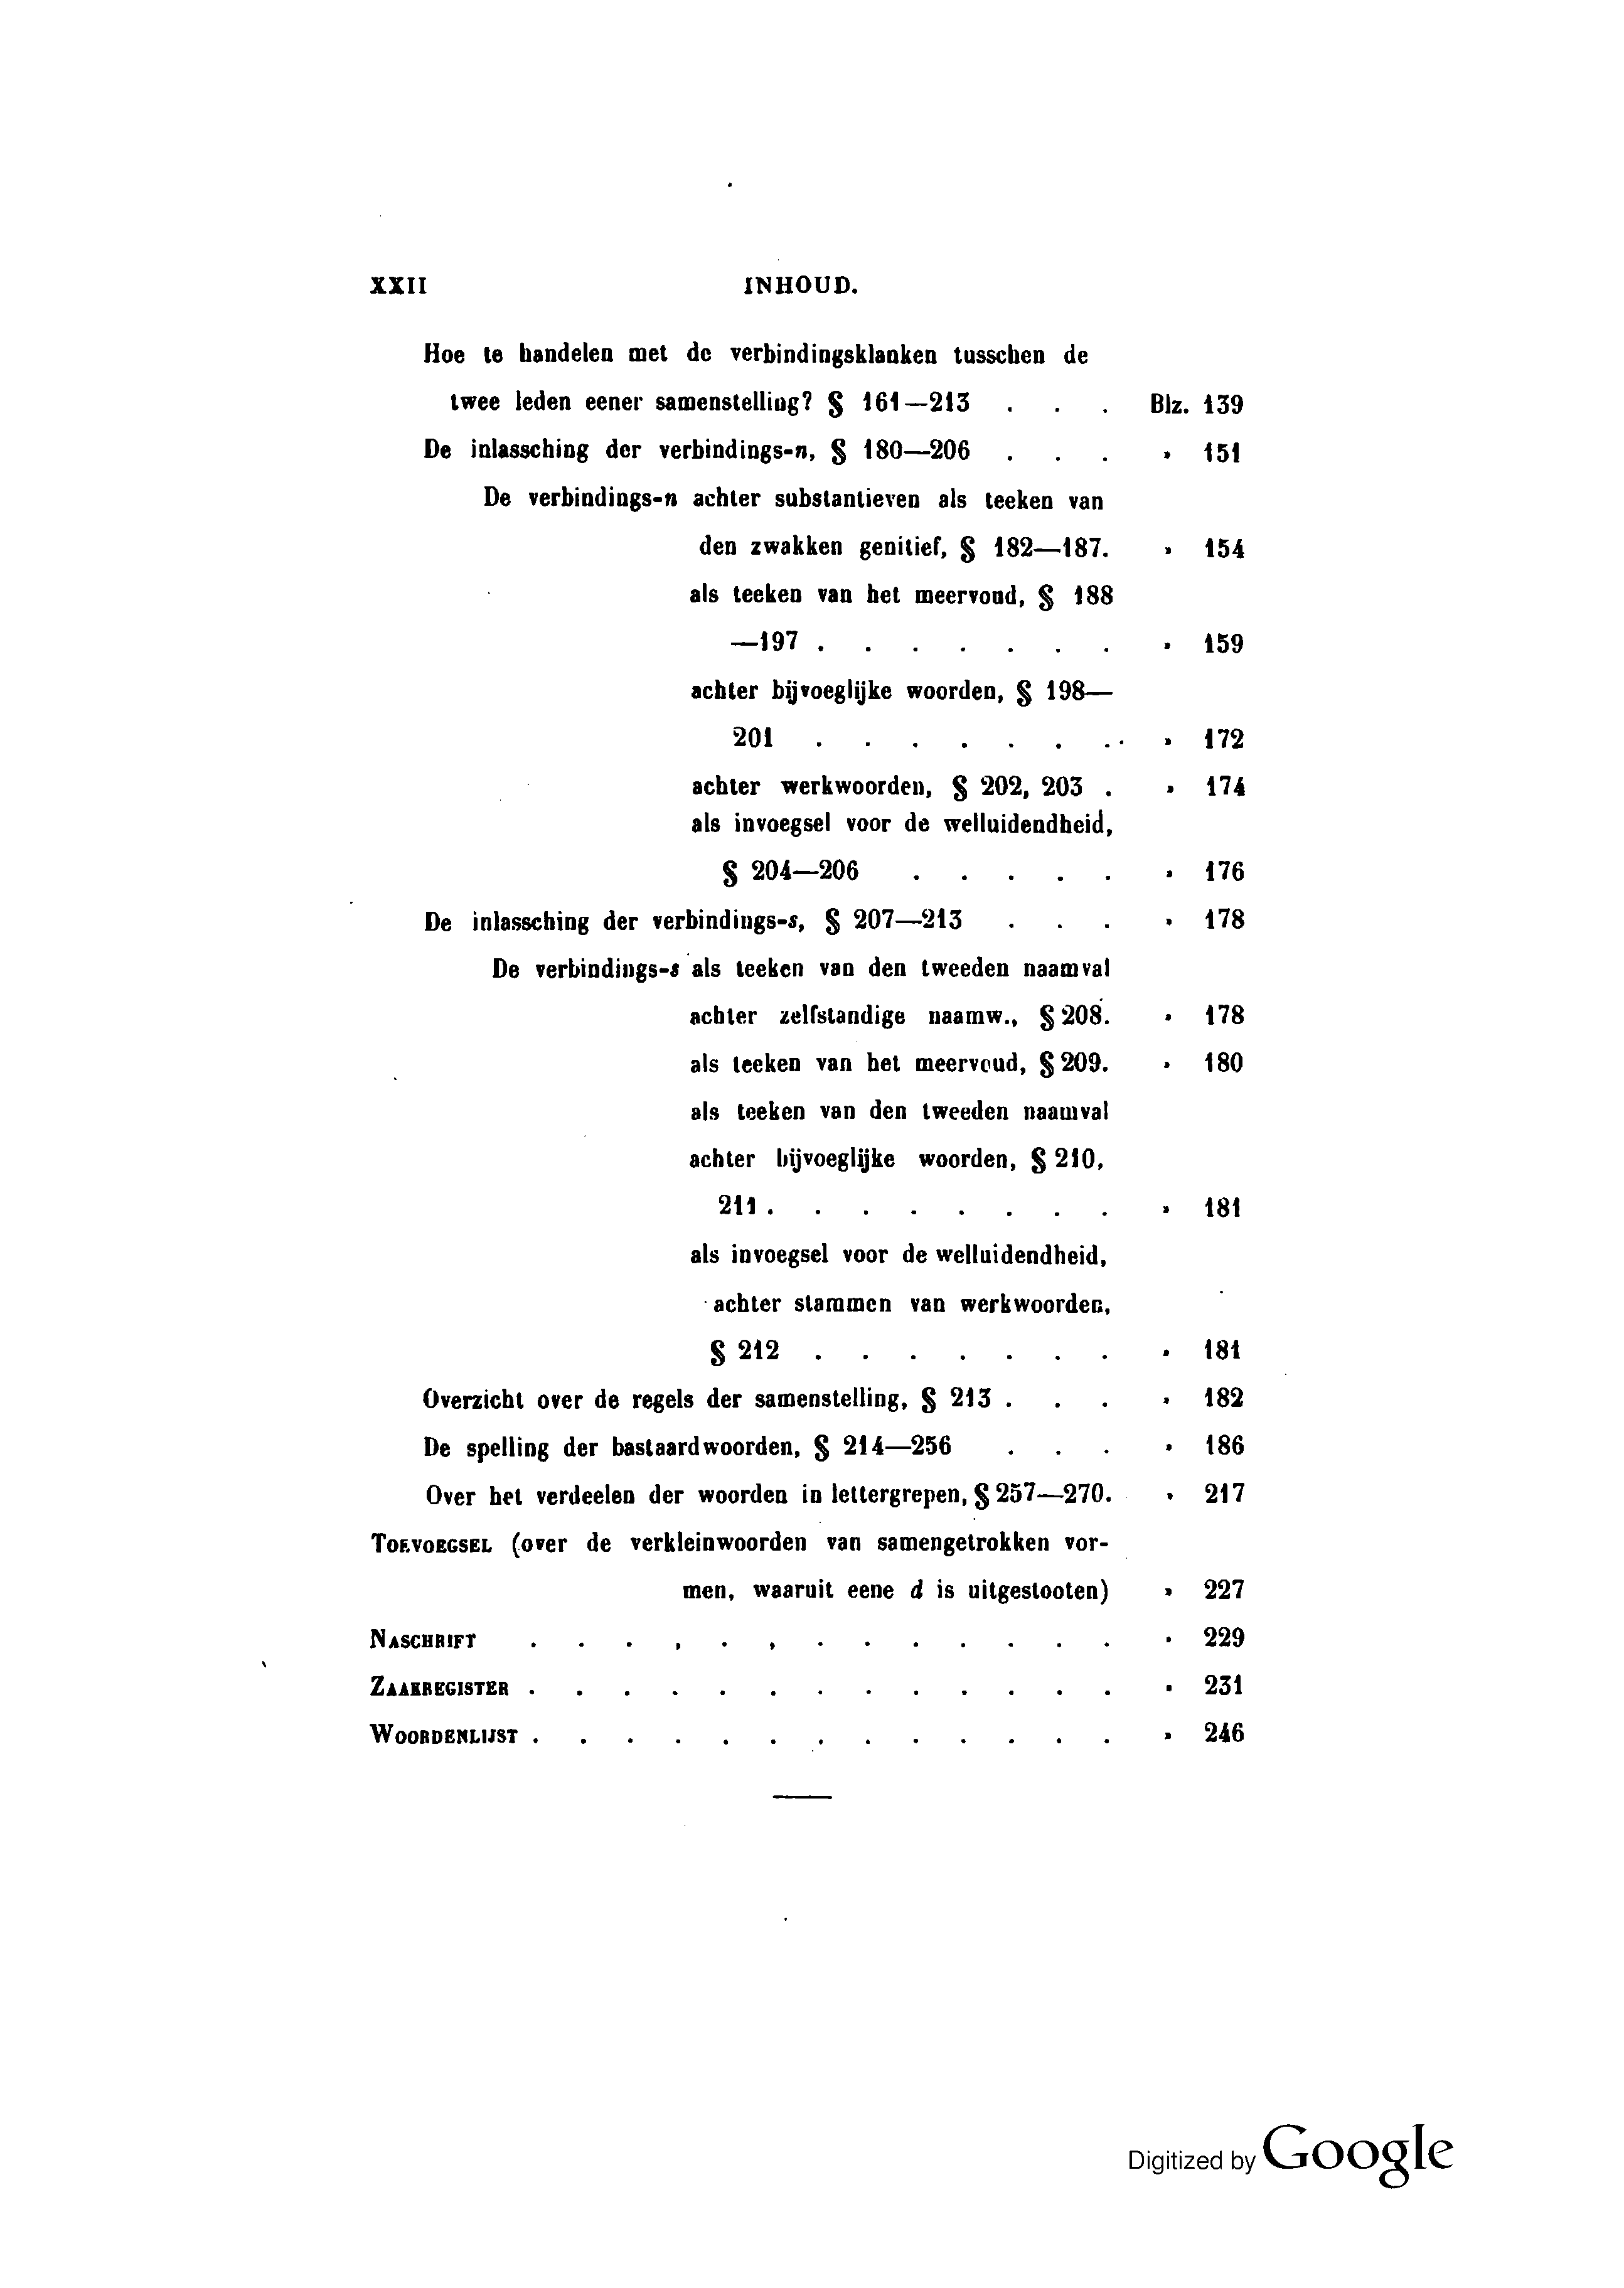 XXII INHOUD.
Hoe te handelen met de verbindingsklanken tusschen de
twee leden eener samenstelling? § 161—213 . . . Blz. 139
De inlassching der verbindings-n, § 180—206 . . . » 151
De verbindings-n achter substantieven als teeken van
den zwakken genitief, § 182—187. » 154
als teeken van het meervoud, § 188
—197 . . . . . . . » 159
achter bijvoeglijke woorden, § 198—
201 . . . . . . . » 172
achter werkwoorden, § 202, 203 . » 174
als invoegsel voor de welluidendheid,
§ 204—206 . . . . . » 176
De inlassching der verbindings-s, § 207—213 . . . » 178
De verbindings-s als teeken van den tweeden naamval
achter zelfstandige naamw., § 208. » 178
als teeken van het meervoud, § 209. » 180
als teeken van den tweeden naamval
achter bijvoeglijke woorden, § 210,
211 . . . . . . . . » 181
als invoegsel voor de welluidendheid,
achter stammen van werkwoorden,
§ 212 . . . . . . . » 181
Overzicht over de regels der samenstelling, § 213 . . . » 182
De spelling der bastaardwoorden, § 214—256 . . . » 186
Over het verdeelen der woorden in lettergrepen, § 257—270. » 217
TOEVOEGSEL (over de verkleinwoorden van samengetrokken vor-
men, waaruit eene d is uitgestooten) » 227
NASCHRIFT . . . . . . . . . . . . . » 229
ZAAKREGISTER . . . . . . . . . . . . . » 231
WOORDENLIJST . . . . . . . . . . . . . » 246
Digitized by Google